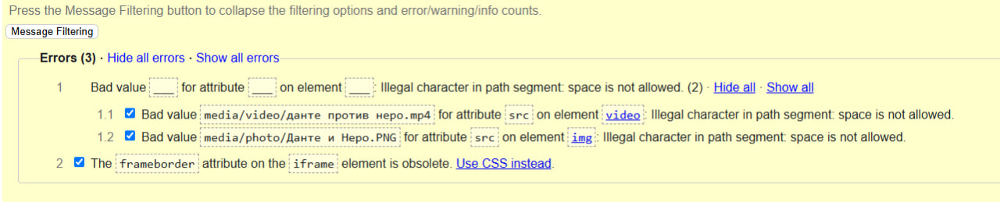 Press the Message Filtering button to collapse the filtering options and error/warning/info counts.
Message Filtering
Errors (3) · Hide all errors · Show all errors
1 Bad value ___ for attribute ___ on element ___: Illegal character in path segment: space is not allowed. (2) · Hide all · Show all
1.1 Bad value media/video/данте против неро.mp4 for attribute src on element video: Illegal character in path segment: space is not allowed.
1.2 Bad value media/photo/Данте и Неро.PNG for attribute src on element img: Illegal character in path segment: space is not allowed.
2 The frameborder attribute on the iframe element is obsolete. Use CSS instead.